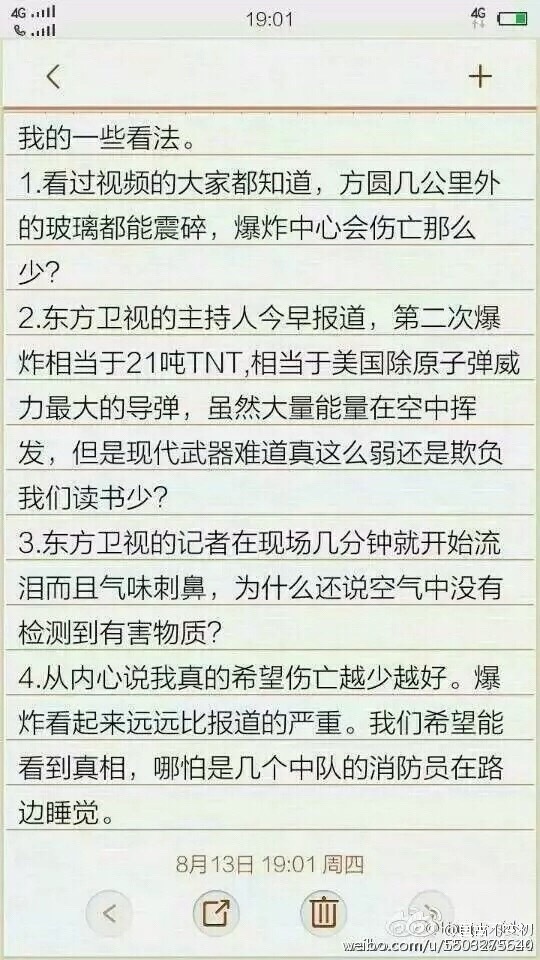 4G
19:01
4G
我的一些看法。
1.看过视频的大家都知道，方圆几公里外
的玻璃都能震碎，爆炸中心会伤亡那么
少？
2.东方卫视的主持人今早报道，第二次爆
炸相当于21吨TNT,相当于美国除原子弹威
力最大的导弹，虽然大量能量在空中挥
发，但是现代武器难道真这么弱还是欺负
我们读书少？
3.东方卫视的记者在现场几分钟就开始流
泪而且气味刺鼻，为什么还说空气中没有
检测到有害物质？
4.从内心说我真的希望伤亡越少越好。爆
炸看起来远远比报道的严重。我们希望能
看到真相，哪怕是几个中队的消防员在路
边睡觉。
8月13日 19:01 周四
weibo.com/u/5508275640